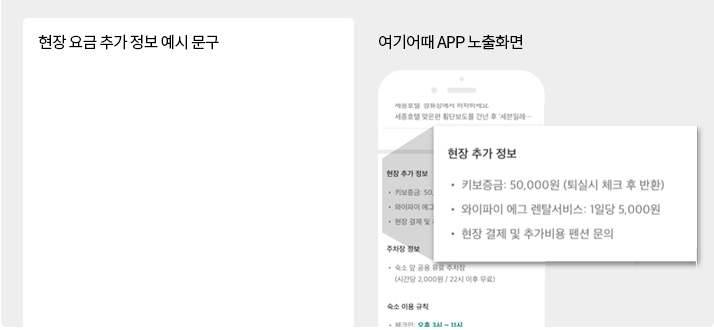 현장 요금 추가 정보 예시 문구
여기어때 APP 노출화면
세종호텔 정류장에서 하차하세요.
세종호텔 맞은편 횡단보도를 건넌 후 '세븐일레…
현장 추가 정보
• 키보증금: 50,000원 (퇴실시 체크 후 반환)
• 와이파이 에그 렌탈서비스: 1일당 5,000원
• 현장 결제 및 추가비용 펜션 문의
현장 추가 정보
• 키보증금: 50,
• 와이파이 에그
• 현장 결제 및
주차장 정보
• 숙소 앞 공용 유료 주차장
(시간당 2,000원 / 22시 이후 무료)
숙소 이용 규칙
• 체크인: 오후 3시 ~ 11시